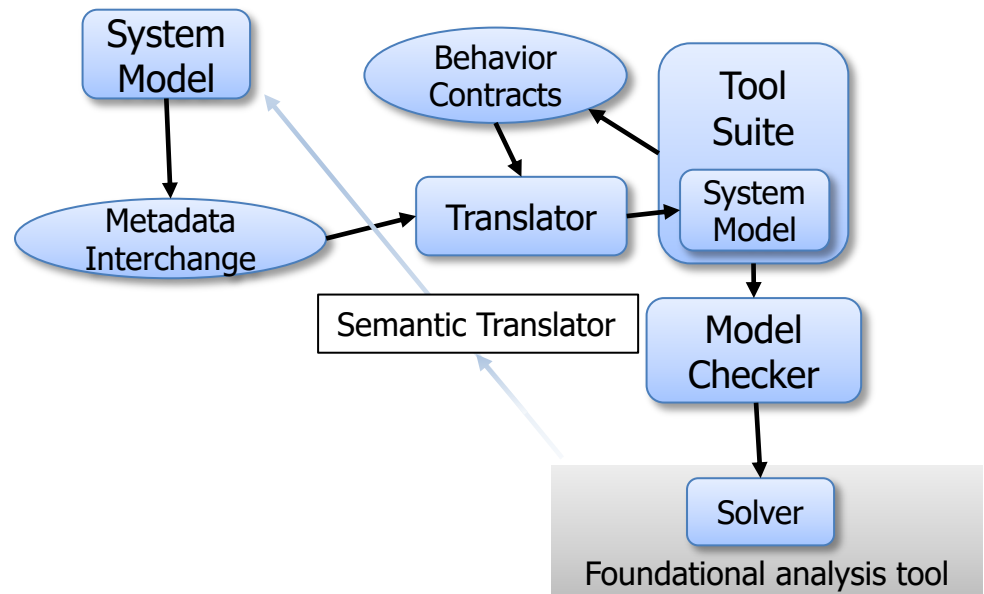 System
Model
Behavior
Contracts
Tool
Suite
System
Model
Metadata
Interchange
Translator
Semantic Translator
Model
Checker
Solver
Foundational analysis tool